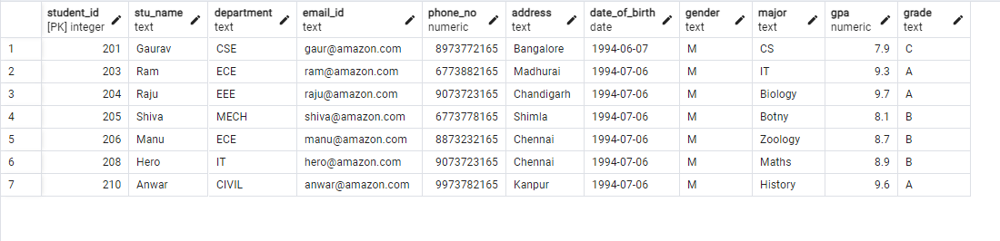 student_id stu_name department email_id phone_no address date_of_birth gender major gpa grade
[PK] integer text text text numeric text date text text numeric text
1 201 Gaurav CSE gaur@amazon.com 8973772165 Bangalore 1994-06-07 M CS 7.9 C
2 203 Ram ECE ram@amazon.com 6773882165 Madhurai 1994-07-06 M IT 9.3 A
3 204 Raju EEE raju@amazon.com 9073723165 Chandigarh 1994-07-06 M Biology 9.7 A
4 205 Shiva MECH shiva@amazon.com 6773778165 Shimla 1994-07-06 M Botny 8.1 B
5 206 Manu ECE manu@amazon.com 8873232165 Chennai 1994-07-06 M Zoology 8.7 B
6 208 Hero IT hero@amazon.com 9073723165 Chennai 1994-07-06 M Maths 8.9 B
7 210 Anwar CIVIL anwar@amazon.com 9973782165 Kanpur 1994-07-06 M History 9.6 A